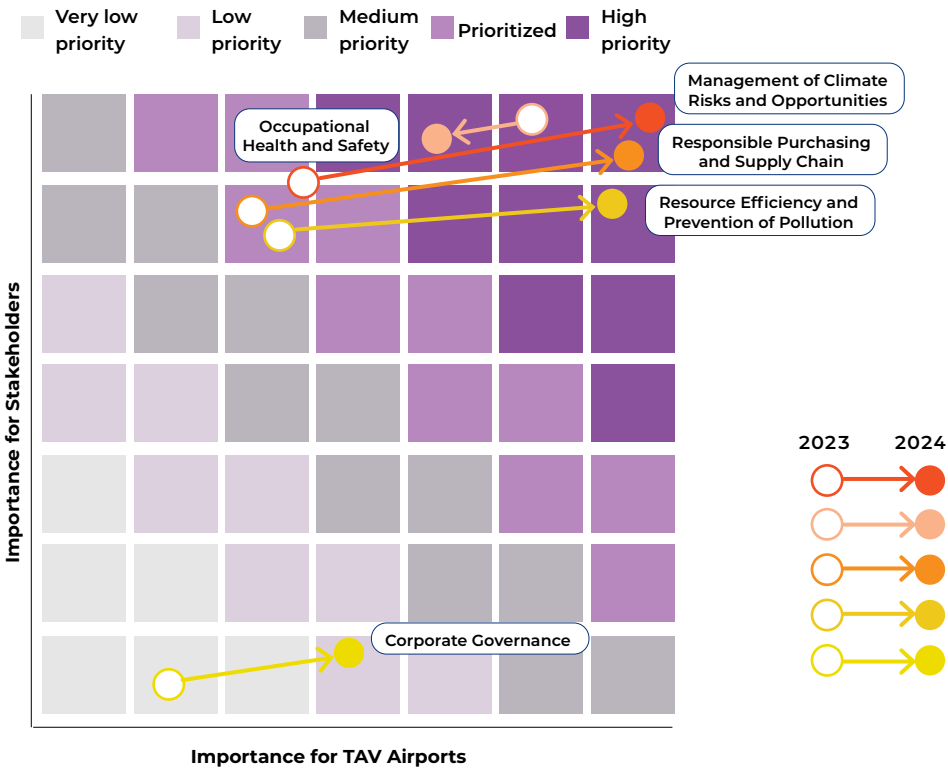 Very low
priority
Low
priority
Medium
priority
Prioritized
High
priority
Management of Climate
Risks and Opportunities
Occupational
Health and Safety
Responsible Purchasing
and Supply Chain
Resource Efficiency and
Prevention of Pollution
Importance for Stakeholders
2023
2024
Corporate Governance
Importance for TAV Airports